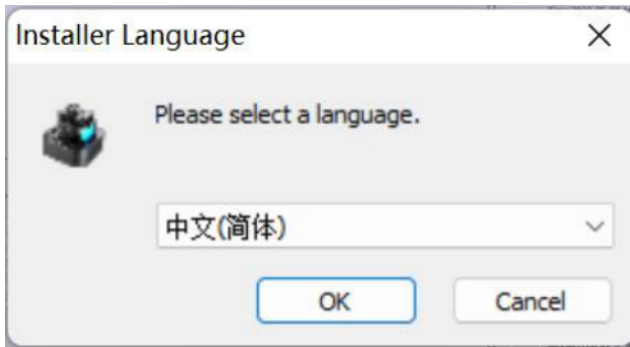 Installer Language
Please select a language.
中文(简体)
OK
Cancel